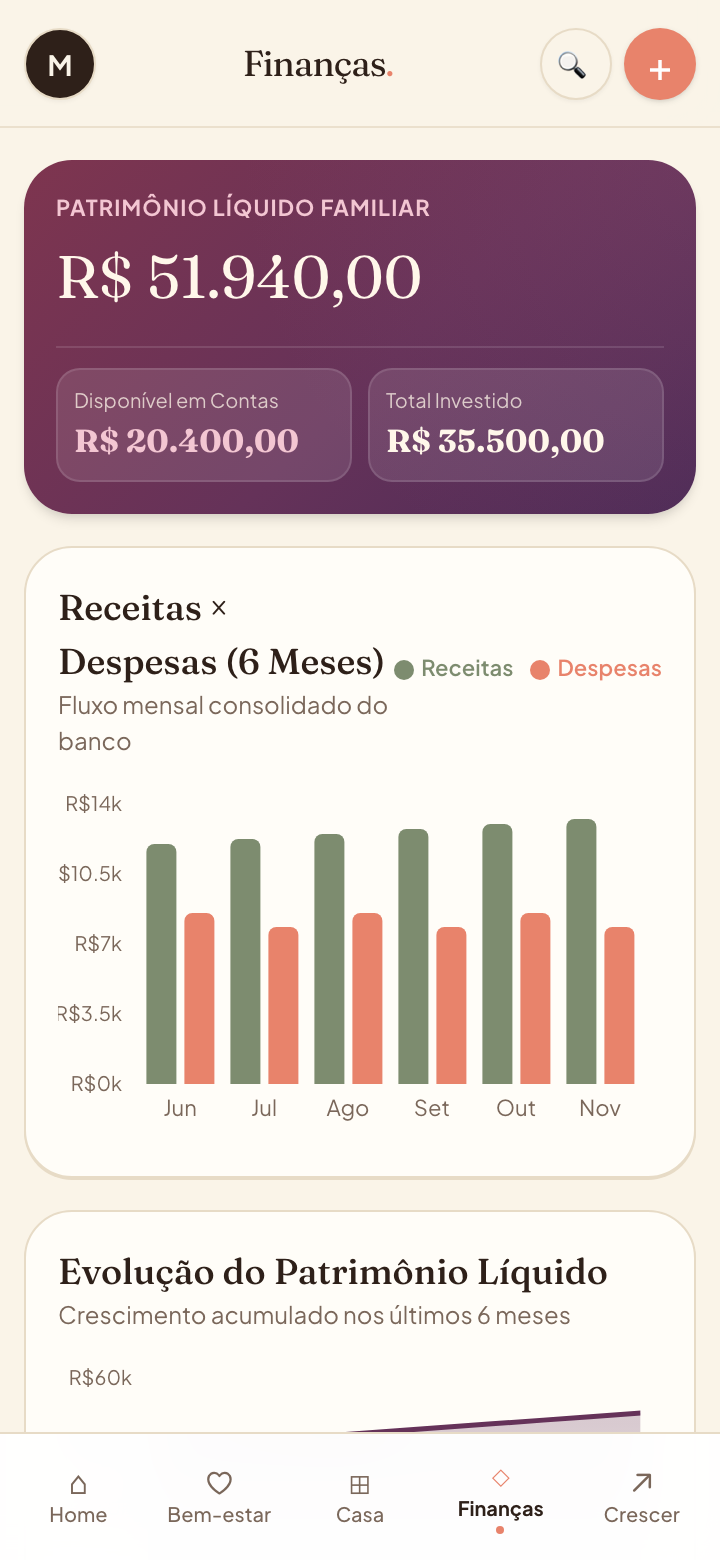 M
Finanças.
+
PATRIMÔNIO LÍQUIDO FAMILIAR
R$ 51.940,00
Disponível em Contas
R$ 20.400,00
Total Investido
R$ 35.500,00
Receitas ×
Despesas (6 Meses)
Receitas
Despesas
Fluxo mensal consolidado do
banco
R$14k
$10.5k
R$7k
R$3.5k
R$0k
Jun
Jul
Ago
Set
Out
Nov
Evolução do Patrimônio Líquido
Crescimento acumulado nos últimos 6 meses
R$60k
Home
Bem-estar
Casa
Finanças
Crescer